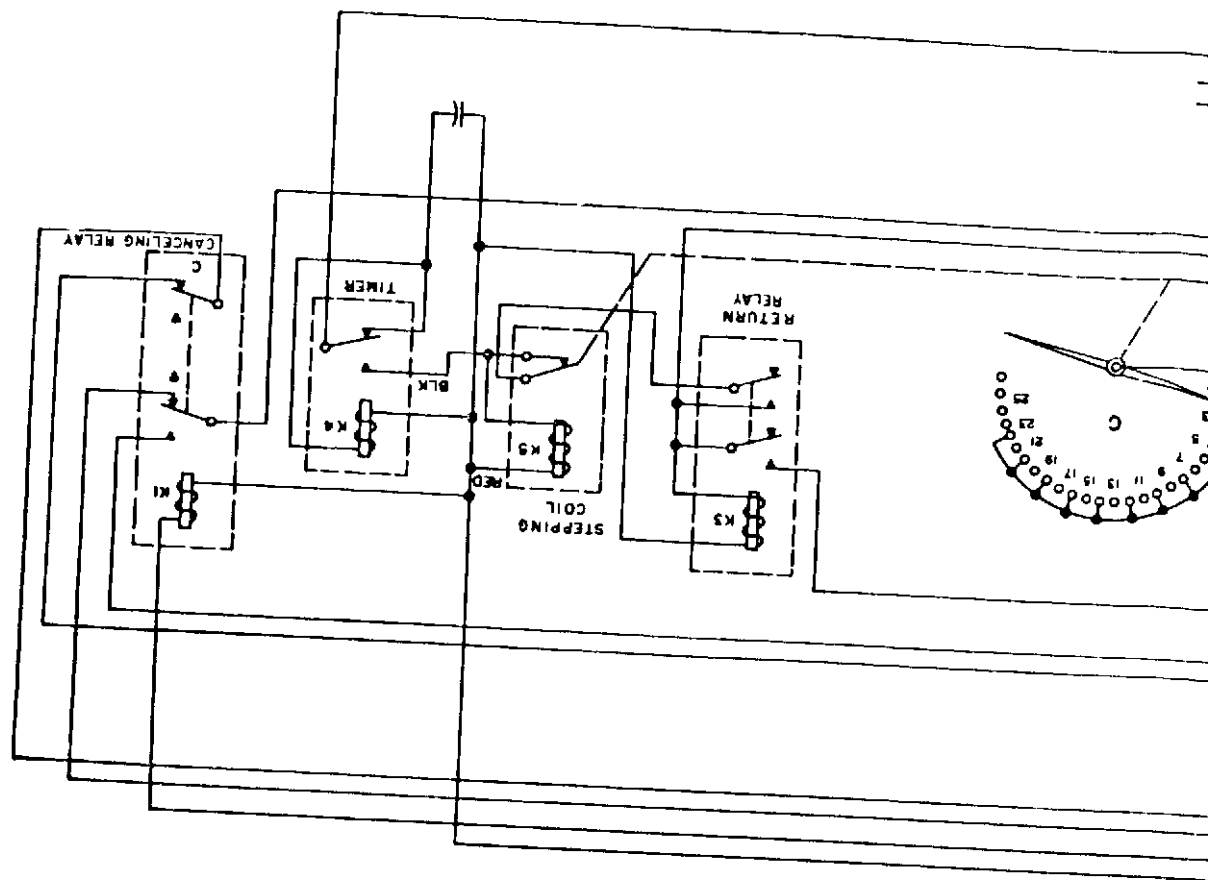 CANCELING RELAY
K1
TIMER
K4
BLK
RED
K5
STEPPING
COIL
RETURN
RELAY
K3
3
5
7
9
11
13
15
17
19
21
23
25